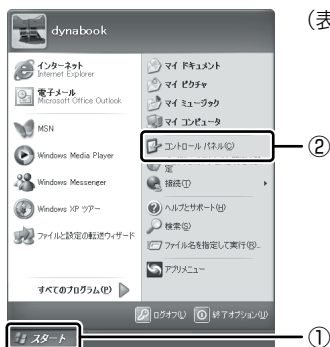 （表
dynabook
インターネット
Internet Explorer
電子メール
Microsoft Office Outlook
MSN
Windows Media Player
Windows Messenger
Windows XP ツアー
ファイルと設定の転送ウィザード
すべてのプログラム(P)
マイ ドキュメント
マイ ピクチャ
マイ ミュージック
マイ コンピュータ
コントロール パネル(C)
定
接続(T)
ヘルプとサポート(H)
検索(S)
ファイル名を指定して実行(R)...
アプリメニュー
ログオフ(L)
終了オプション(U)
スタート
②
①